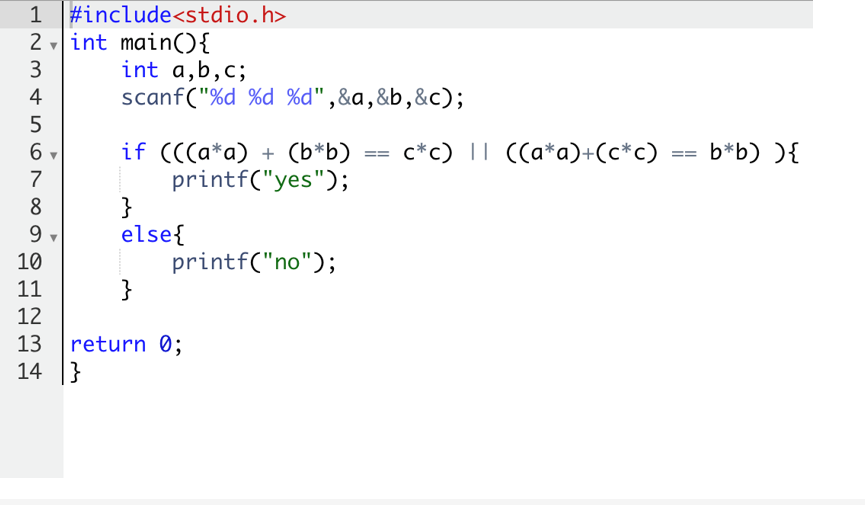 1 #include<stdio.h>
2 int main(){
3     int a,b,c;
4     scanf("%d %d %d",&a,&b,&c);
5
6     if (((a*a) + (b*b) == c*c) || ((a*a)+(c*c) == b*b) ){
7         printf("yes");
8     }
9     else{
10         printf("no");
11     }
12
13 return 0;
14 }